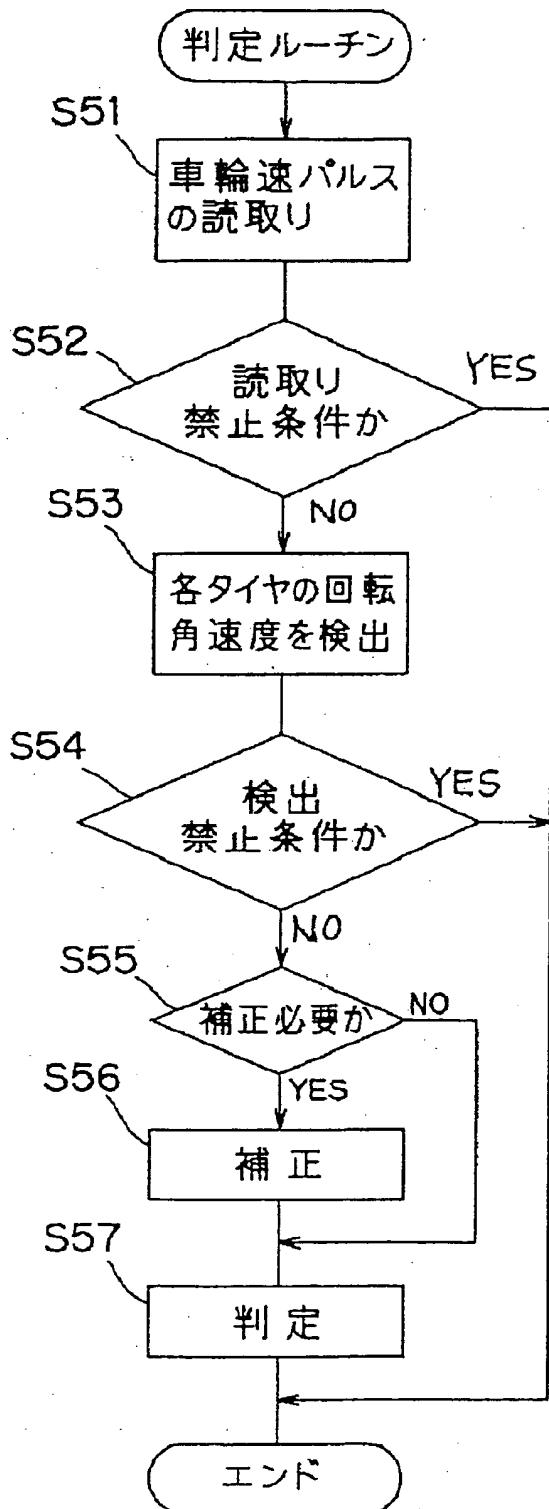 判定ルーチン
S51
車輪速パルス
の読取り
S52
読取り
禁止条件か
YES
NO
S53
各タイヤの回転
角速度を検出
S54
検出
禁止条件か
YES
NO
S55
補正必要か
NO
YES
S56
補正
S57
判定
エンド